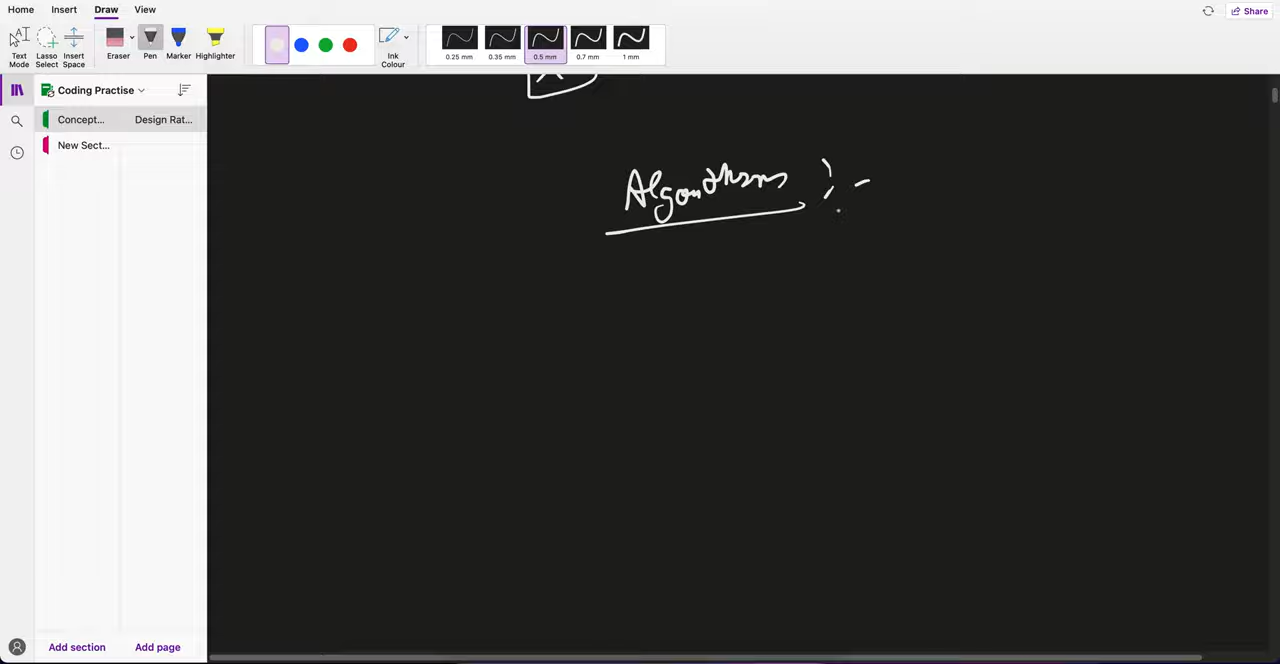 Home Insert Draw View
Share
Text Mode
Lasso Select
Insert Space
Eraser
Pen
Marker
Highlighter
Ink Colour
0.25 mm
0.35 mm
0.5 mm
0.7 mm
1 mm
Coding Practise
Concept... Design Rat...
New Sect...
Algorithms :-
Add section Add page